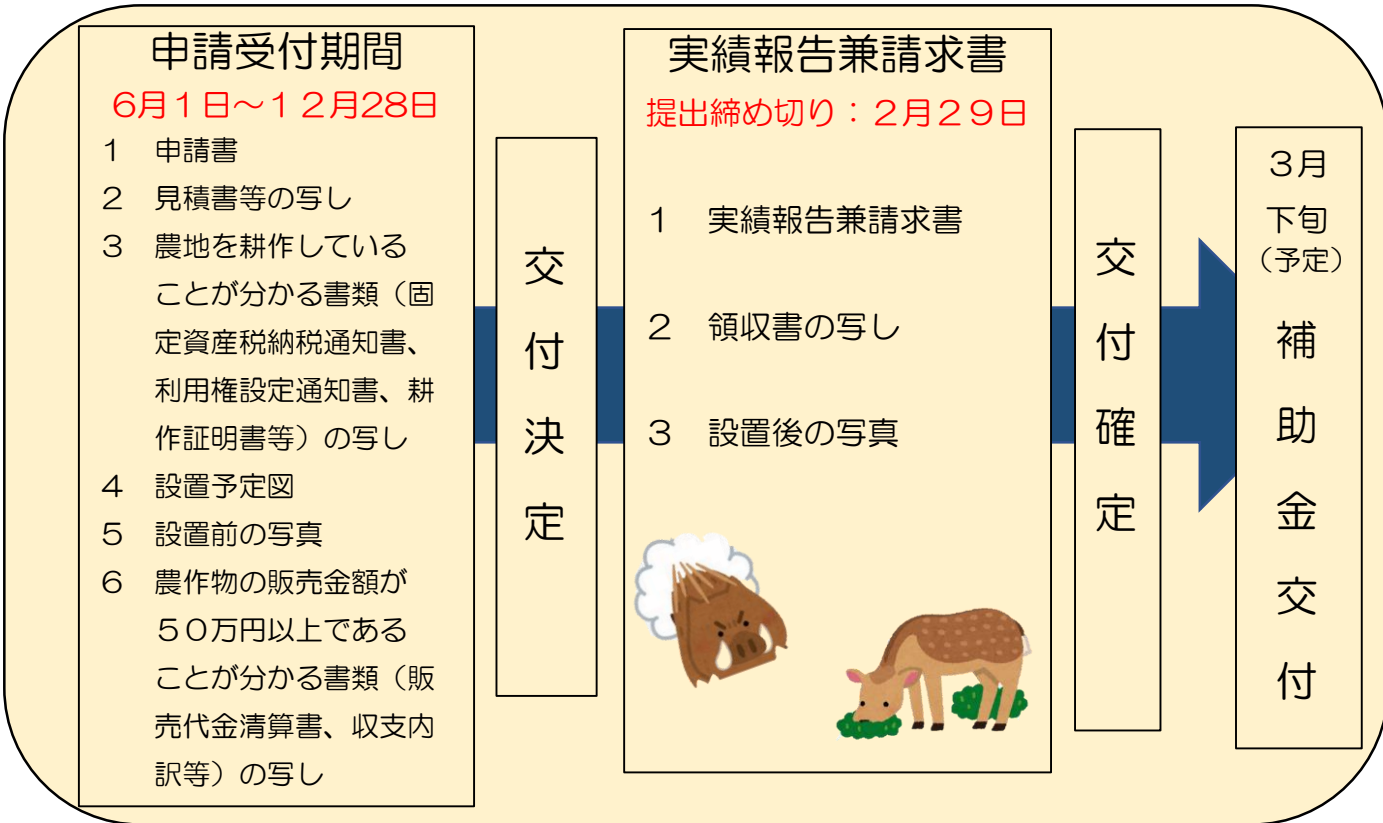 申請受付期間
6月1日～12月28日
1 申請書
2 見積書等の写し
3 農地を耕作している
ことが分かる書類（固
定資産税納税通知書、
利用権設定通知書、耕
作証明書等）の写し
4 設置予定図
5 設置前の写真
6 農作物の販売金額が
５０万円以上である
ことが分かる書類（販
売代金清算書、収支内
訳等）の写し
交付決定
実績報告兼請求書
提出締め切り：２月２９日
1 実績報告兼請求書
2 領収書の写し
3 設置後の写真
交付確定
３月
下旬
（予定）
補助金交付